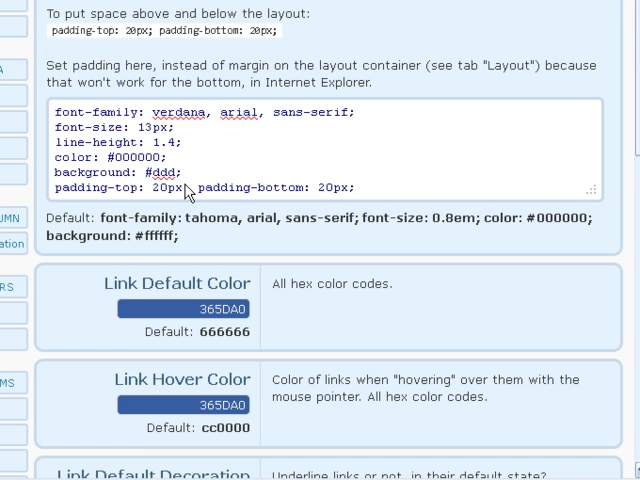 To put space above and below the layout:
padding-top: 20px; padding-bottom: 20px;
A
Set padding here, instead of margin on the layout container (see tab "Layout") because
that won't work for the bottom, in Internet Explorer.
font-family: verdana, arial, sans-serif;
font-size: 13px;
line-height: 1.4;
color: #000000;
background: #ddd;
padding-top: 20px; padding-bottom: 20px;
UMN
ation
Default: font-family: tahoma, arial, sans-serif; font-size: 0.8em; color: #000000;
background: #ffffff;
RS
Link Default Color
365DA0
Default: 666666
All hex color codes.
MS
Link Hover Color
365DA0
Default: cc0000
Color of links when "hovering" over them with the
mouse pointer. All hex color codes.
Link Default Decoration
Underline links or not, in their default state?